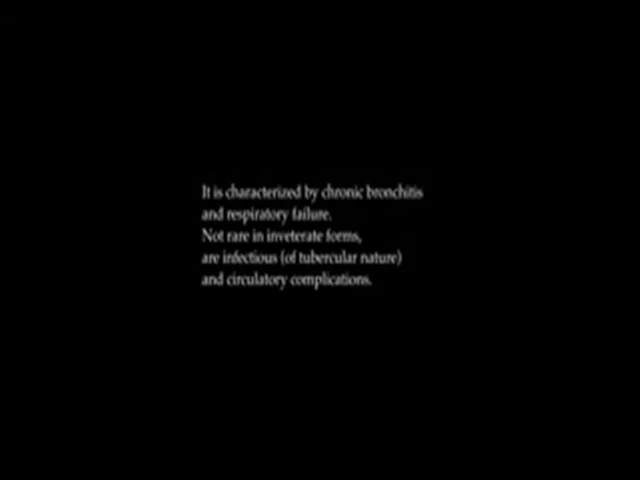 It is characterized by chronic bronchitis
and respiratory failure.
Not rare in inveterate forms,
are infectious (of tubercular nature)
and circulatory complications.